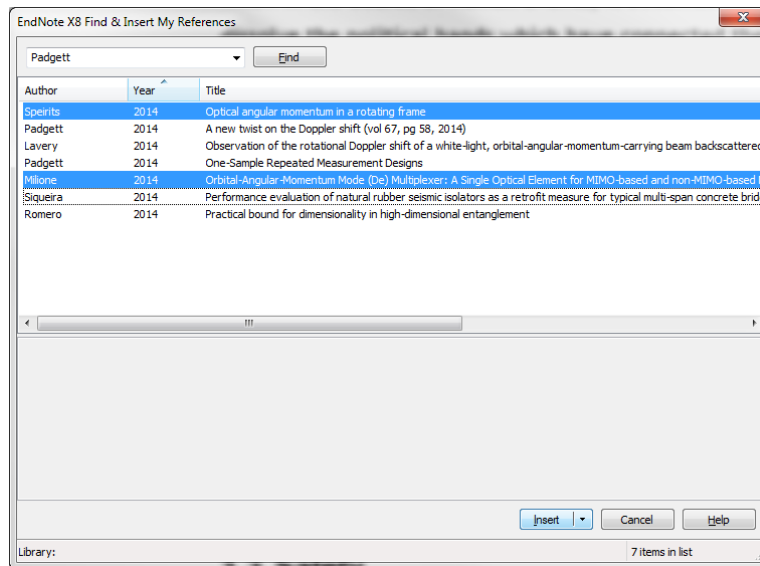 EndNote X8 Find & Insert My References
Padgett Find
Author Year Title
Speirits 2014 Optical angular momentum in a rotating frame
Padgett 2014 A new twist on the Doppler shift (vol 67, pg 58, 2014)
Lavery 2014 Observation of the rotational Doppler shift of a white-light, orbital-angular-momentum-carrying beam backscattered
Padgett 2014 One-Sample Repeated Measurement Designs
Milione 2014 Orbital-Angular-Momentum Mode (De) Multiplexer: A Single Optical Element for MIMO-based and non-MIMO-based
Siqueira 2014 Performance evaluation of natural rubber seismic isolators as a retrofit measure for typical multi-span concrete brid
Romero 2014 Practical bound for dimensionality in high-dimensional entanglement
Insert Cancel Help
Library: 7 items in list